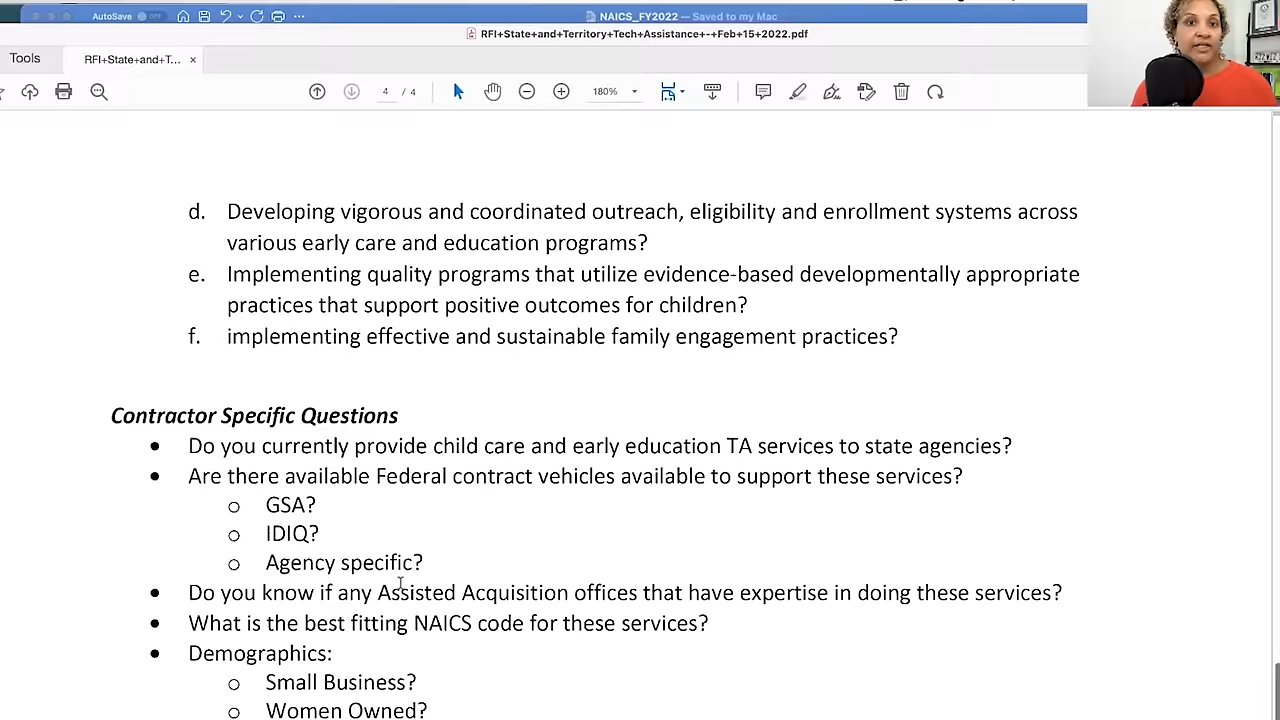 AutoSave OFF
NAICS_FY2022 — Saved to my Mac
RFI+State+and+Territory+Tech+Assistance+-+Feb+15+2022.pdf
Tools
RFI+State+and+T... ×
4 / 4
180%
d. Developing vigorous and coordinated outreach, eligibility and enrollment systems across
various early care and education programs?
e. Implementing quality programs that utilize evidence-based developmentally appropriate
practices that support positive outcomes for children?
f. implementing effective and sustainable family engagement practices?
Contractor Specific Questions
• Do you currently provide child care and early education TA services to state agencies?
• Are there available Federal contract vehicles available to support these services?
o GSA?
o IDIQ?
o Agency specific?
• Do you know if any Assisted Acquisition offices that have expertise in doing these services?
• What is the best fitting NAICS code for these services?
• Demographics:
o Small Business?
o Women Owned?